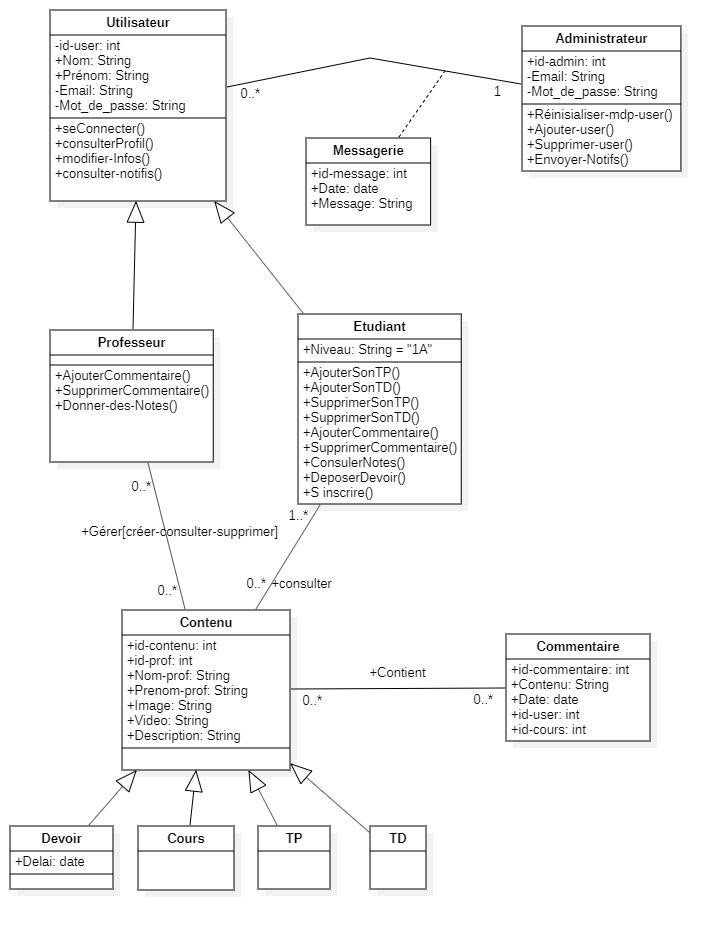 Utilisateur
-id-user: int
+Nom: String
+Prénom: String
-Email: String
-Mot_de_passe: String
+seConnecter()
+consulterProfil()
+modifier-Infos()
+consulter-notifis()
0..*
1
Administrateur
+id-admin: int
-Email: String
-Mot_de_passe: String
+Réinisialiser-mdp-user()
+Ajouter-user()
+Supprimer-user()
+Envoyer-Notifs()
Messagerie
+id-message: int
+Date: date
+Message: String
Professeur
+AjouterCommentaire()
+SupprimerCommentaire()
+Donner-des-Notes()
Etudiant
+Niveau: String = "1A"
+AjouterSonTP()
+AjouterSonTD()
+SupprimerSonTP()
+SupprimerSonTD()
+AjouterCommentaire()
+SupprimerCommentaire()
+ConsulerNotes()
+DeposerDevoir()
+S inscrire()
0..*
+Gérer[créer-consulter-supprimer]
0..*
1..*
0..* +consulter
Contenu
+id-contenu: int
+id-prof: int
+Nom-prof: String
+Prenom-prof: String
+Image: String
+Video: String
+Description: String
+Contient
0..*
0..*
Commentaire
+id-commentaire: int
+Contenu: String
+Date: date
+id-user: int
+id-cours: int
Devoir
+Delai: date
Cours
TP
TD